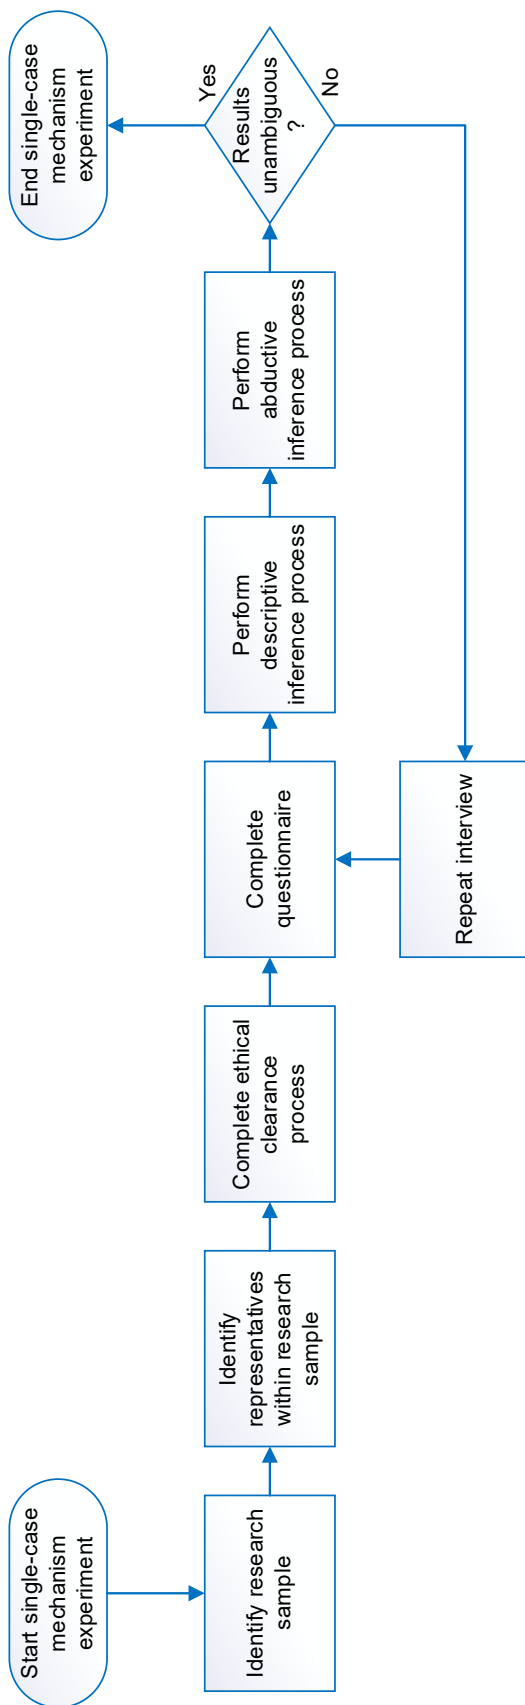 Start single-case
mechanism
experiment
Identify research
sample
Identify
representatives
within research
sample
Complete ethical
clearance
process
Complete
questionnaire
Perform
descriptive
inference process
Perform
abductive
inference process
Results
unambiguous
?
Yes
No
End single-case
mechanism
experiment
Repeat interview